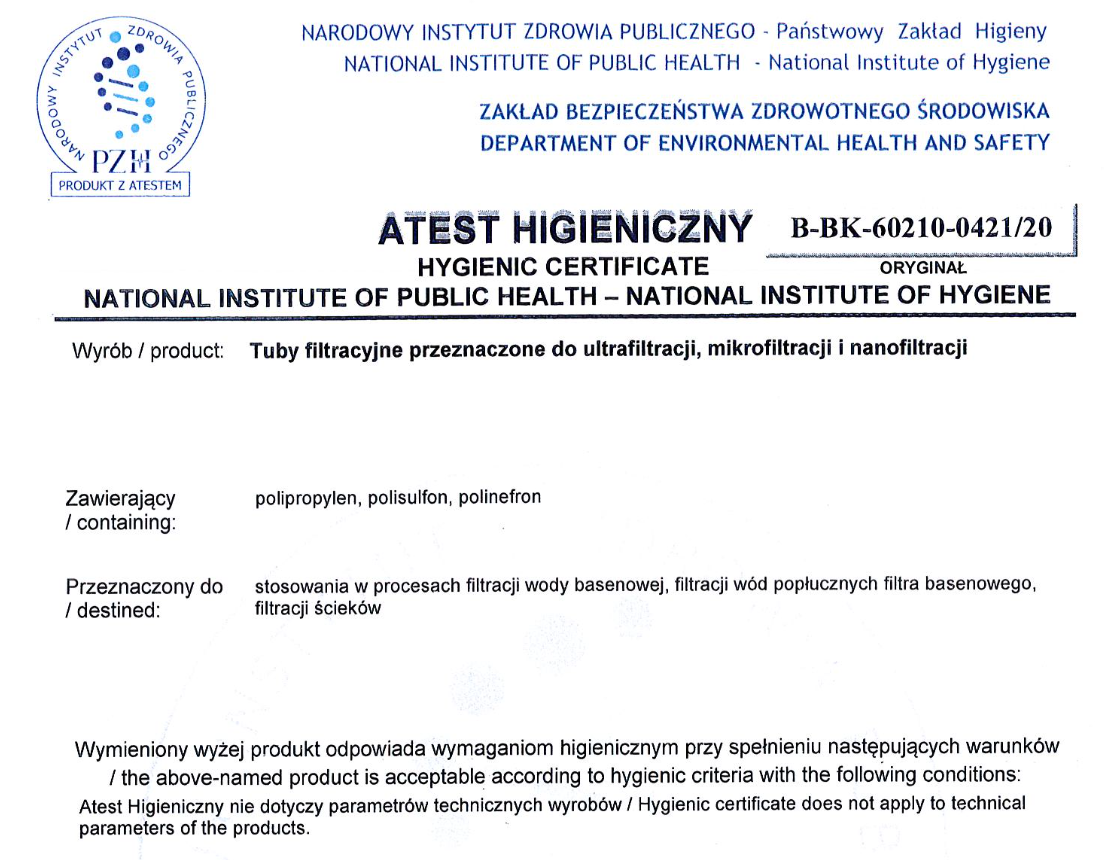 NARODOWY INSTYTUT ZDROWIA PUBLICZNEGO
PZH
PRODUKT Z ATESTEM
NARODOWY INSTYTUT ZDROWIA PUBLICZNEGO - Państwowy Zakład Higieny
NATIONAL INSTITUTE OF PUBLIC HEALTH - National Institute of Hygiene
ZAKŁAD BEZPIECZEŃSTWA ZDROWOTNEGO ŚRODOWISKA
DEPARTMENT OF ENVIRONMENTAL HEALTH AND SAFETY
ATEST HIGIENICZNY B-BK-60210-0421/20
HYGIENIC CERTIFICATE ORYGINAŁ
NATIONAL INSTITUTE OF PUBLIC HEALTH – NATIONAL INSTITUTE OF HYGIENE
Wyrób / product: Tuby filtracyjne przeznaczone do ultrafiltracji, mikrofiltracji i nanofiltracji
Zawierający polipropylen, polisulfon, polinefron
/ containing:
Przeznaczony do stosowania w procesach filtracji wody basenowej, filtracji wód popłucznych filtra basenowego,
/ destined: filtracji ścieków
Wymieniony wyżej produkt odpowiada wymaganiom higienicznym przy spełnieniu następujących warunków
/ the above-named product is acceptable according to hygienic criteria with the following conditions:
Atest Higieniczny nie dotyczy parametrów technicznych wyrobów / Hygienic certificate does not apply to technical
parameters of the products.